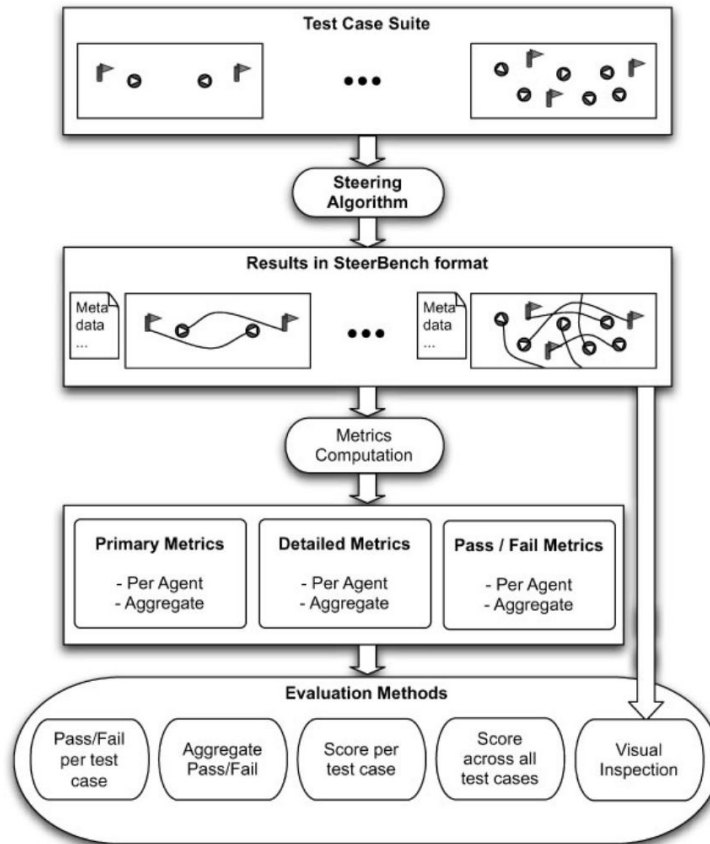 Test Case Suite
•••
Steering
Algorithm
Results in SteerBench format
Meta
data
...
•••
Meta
data
...
Metrics
Computation
Primary Metrics
- Per Agent
- Aggregate
Detailed Metrics
- Per Agent
- Aggregate
Pass / Fail Metrics
- Per Agent
- Aggregate
Evaluation Methods
Pass/Fail
per test
case
Aggregate
Pass/Fail
Score per
test case
Score
across all
test cases
Visual
Inspection